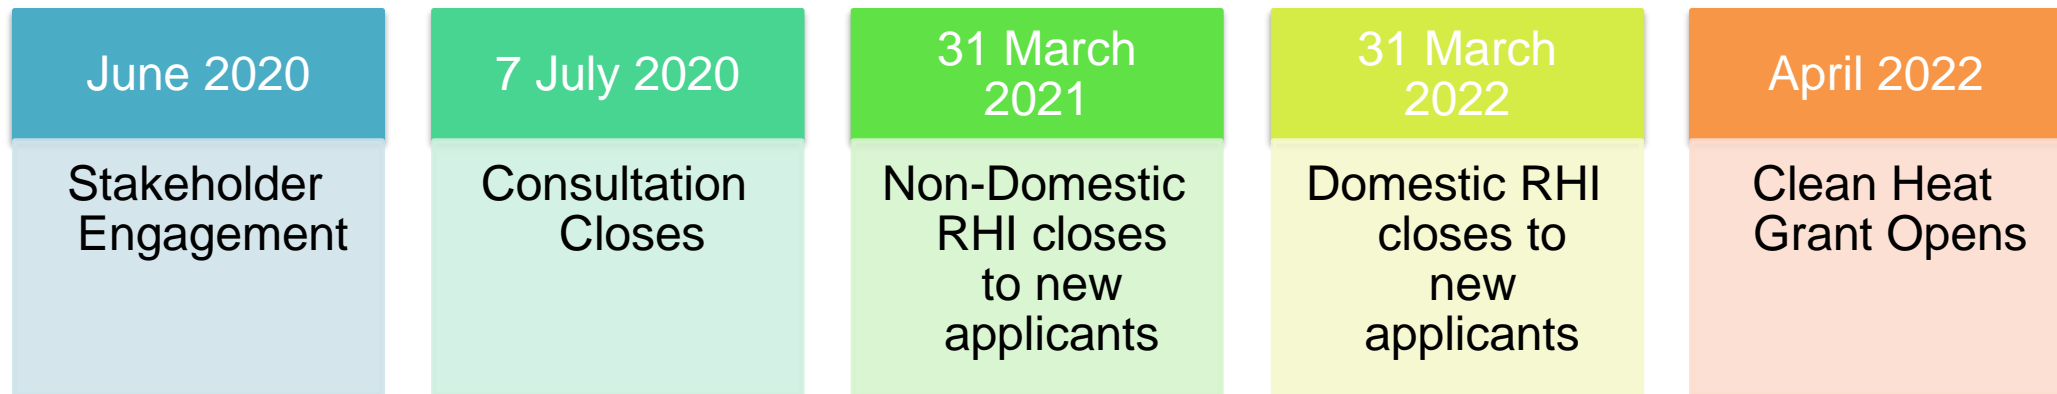 June 2020
Stakeholder
Engagement
7 July 2020
Consultation
Closes
31 March
2021
Non-Domestic
RHI closes
to new
applicants
31 March
2022
Domestic RHI
closes to
new
applicants
April 2022
Clean Heat
Grant Opens